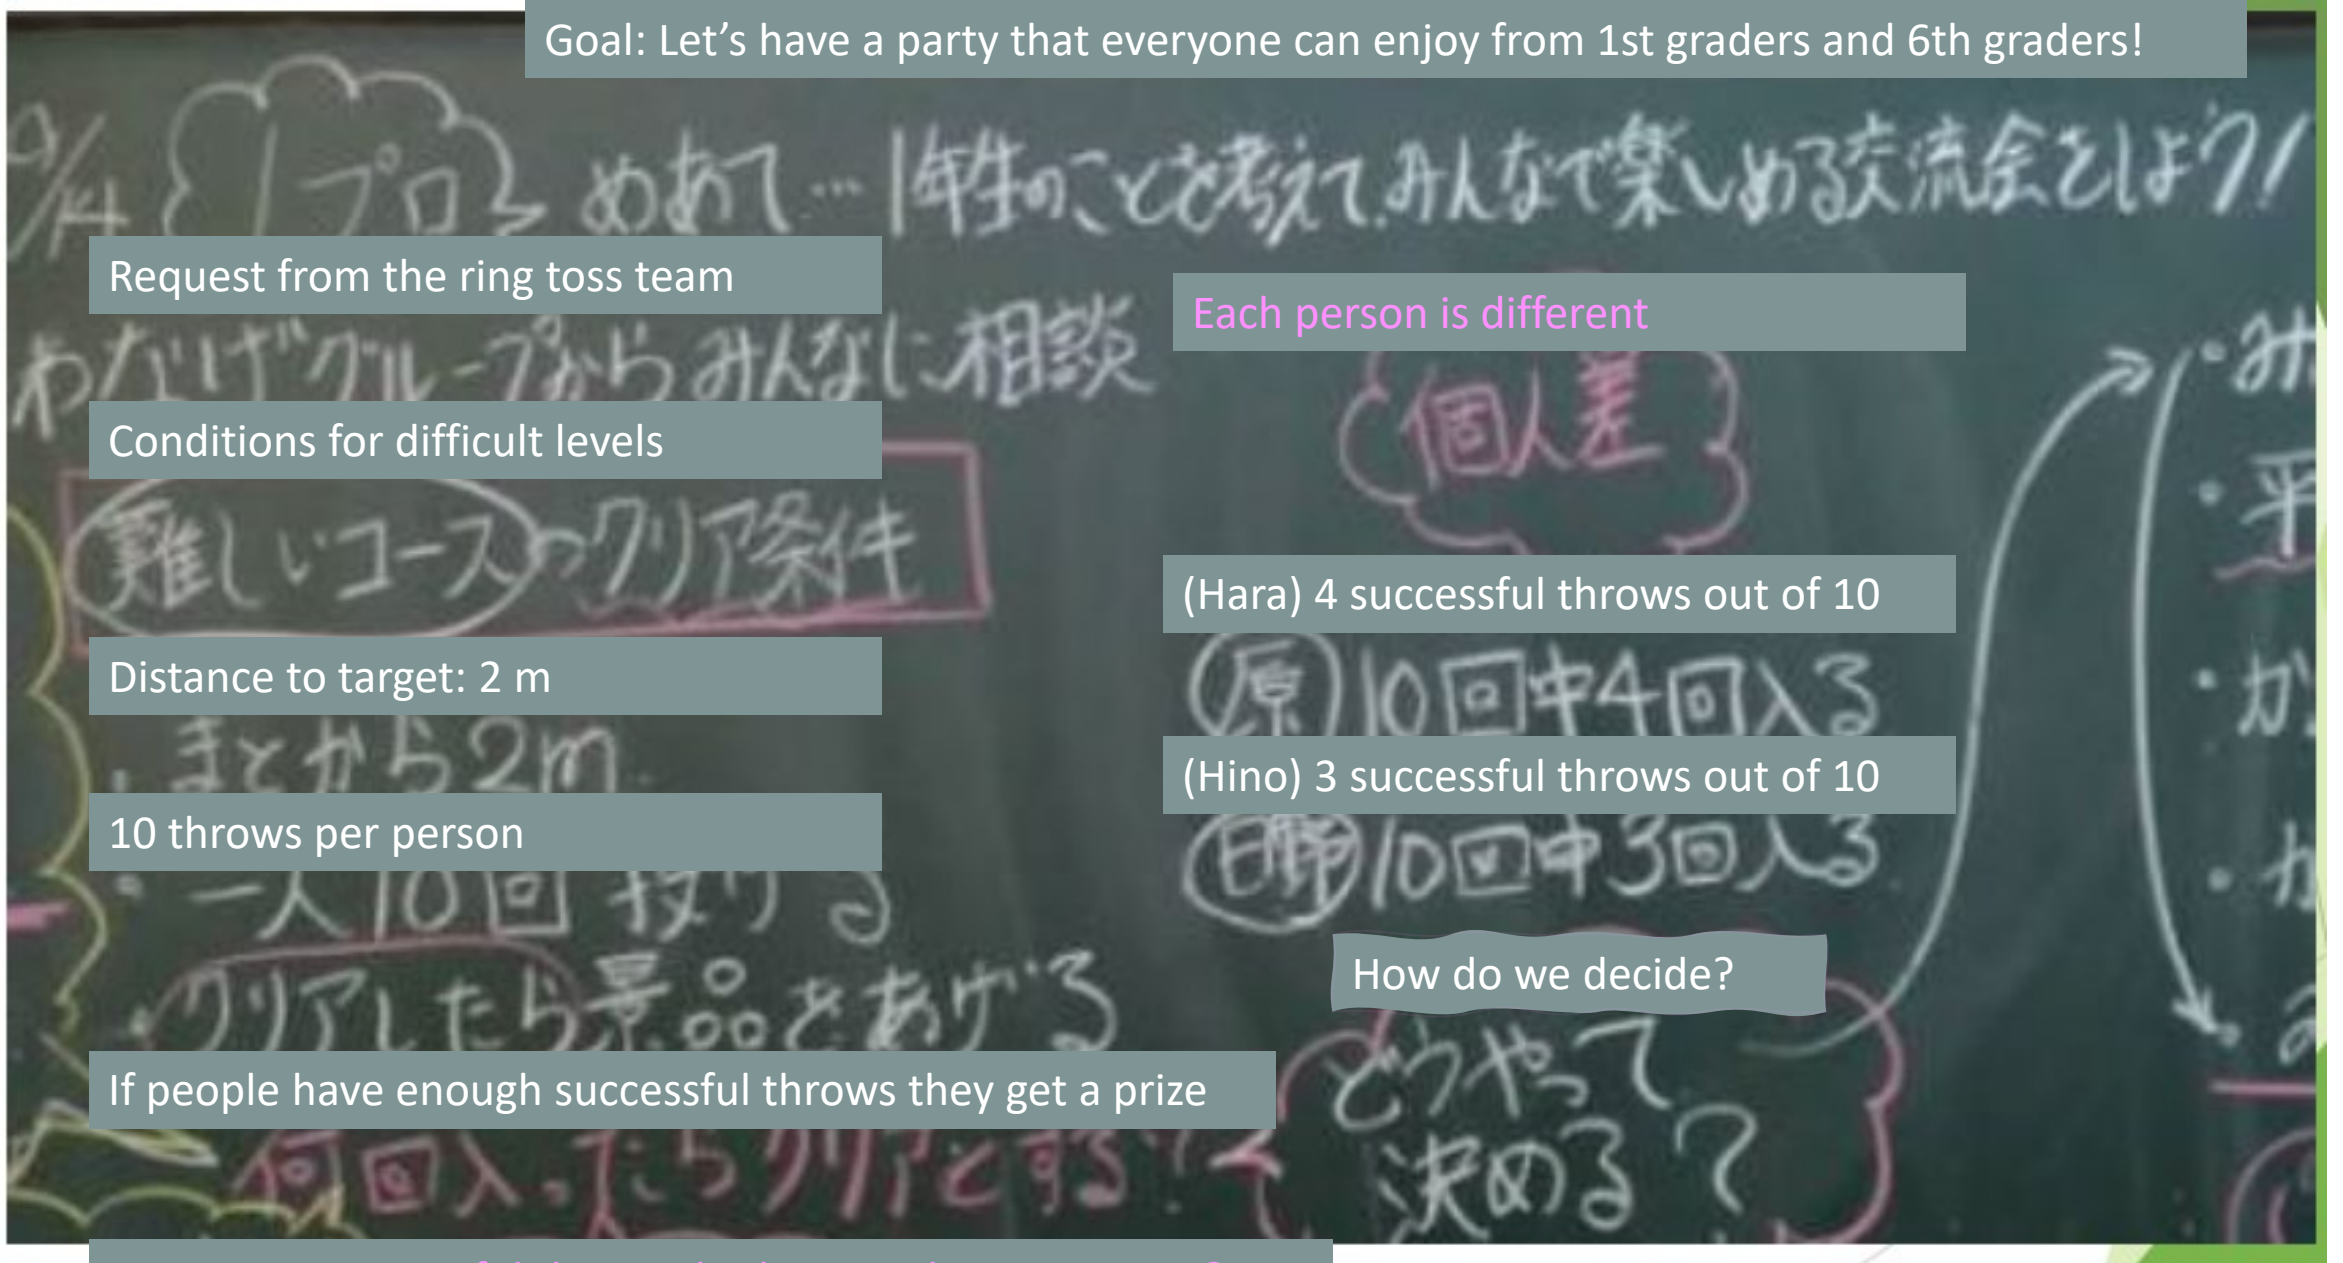 Goal: Let's have a party that everyone can enjoy from 1st graders and 6th graders!
9/14 1プロ めあて…1年生のことを考えて、みんなで楽しめる交流会をしよう!
Request from the ring toss team
わなげグループからみんなに相談
Conditions for difficult levels
難しいコースのクリア条件
Distance to target: 2 m
・まとから2m
10 throws per person
・一人10回投げる
・クリアしたら景品をあげる
If people have enough successful throws they get a prize
何回入ったらクリアとする?
Each person is different
個人差
(Hara) 4 successful throws out of 10
原 10回中4回入る
(Hino) 3 successful throws out of 10
日野 10回中3回入る
How do we decide?
どうやって
決める?
・み
・平